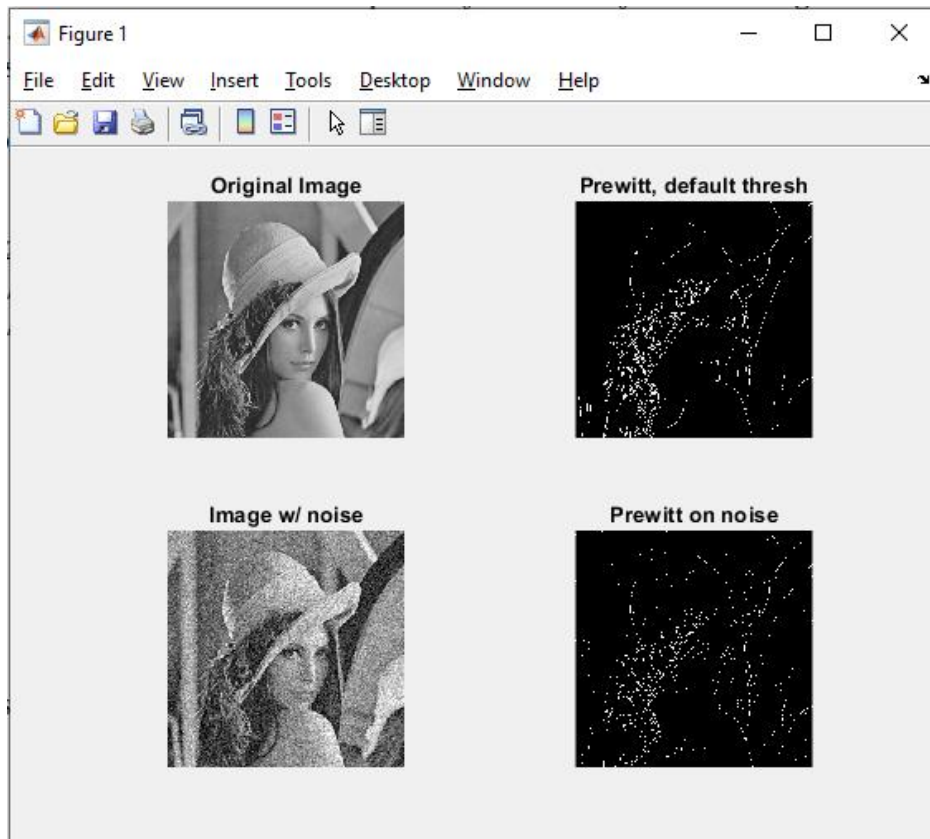 Figure 1
File Edit View Insert Tools Desktop Window Help
Original Image
Prewitt, default thresh
Image w/ noise
Prewitt on noise